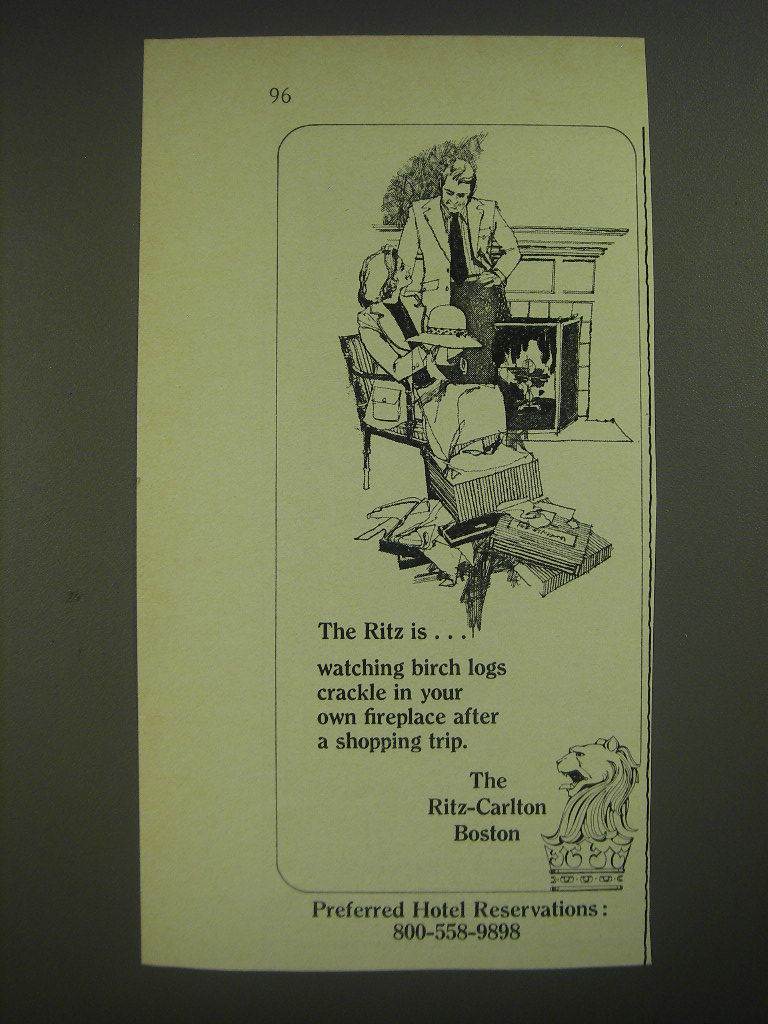 96
The Ritz is . . .
watching birch logs
crackle in your
own fireplace after
a shopping trip.
The
Ritz-Carlton
Boston
Preferred Hotel Reservations:
800-558-9898